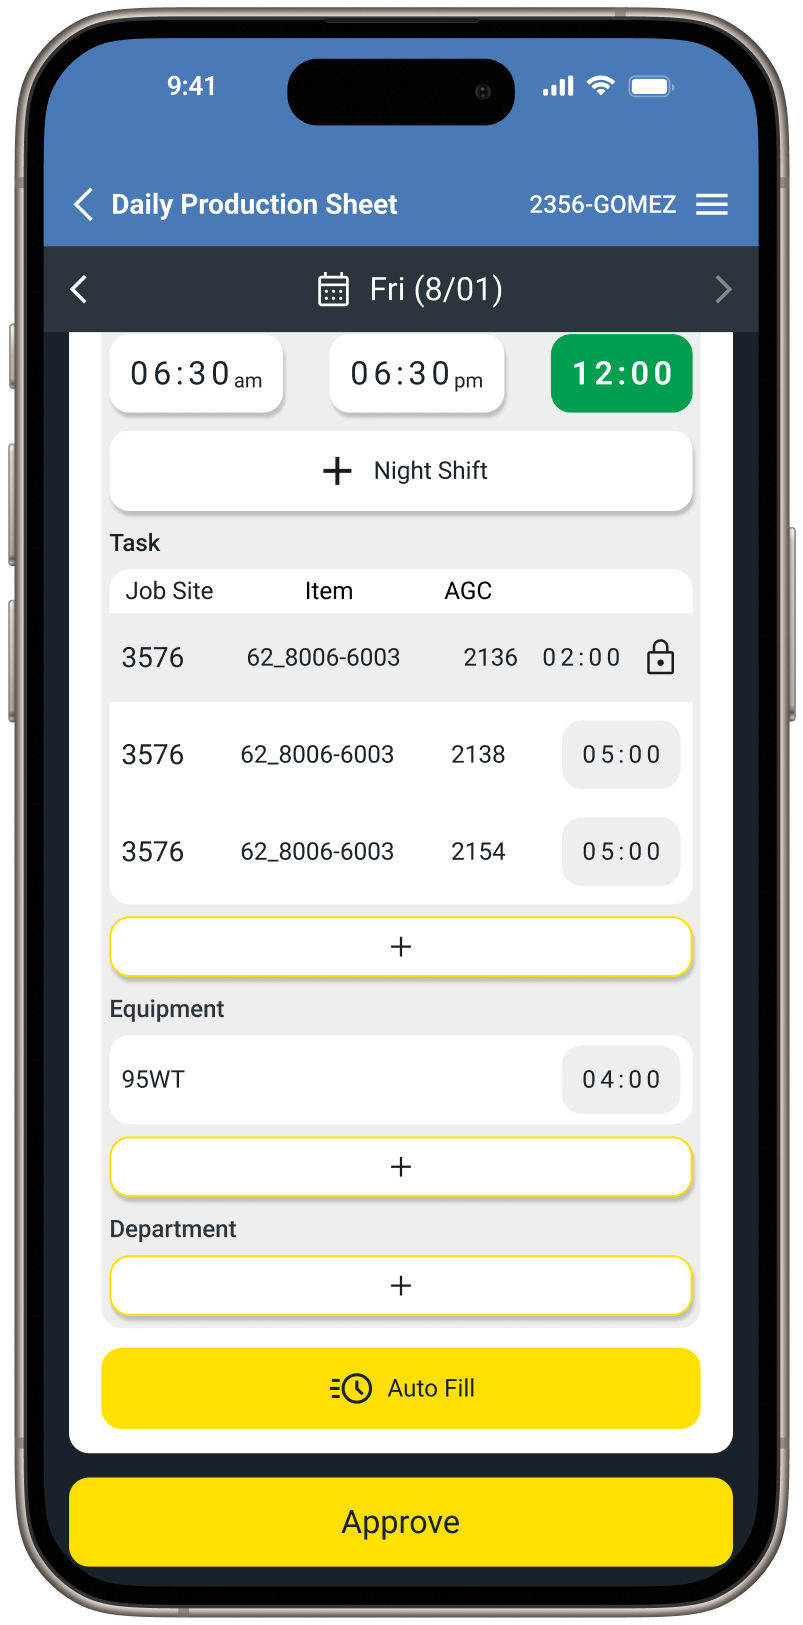 9:41
Daily Production Sheet 2356-GOMEZ
Fri (8/01)
06:30 am 06:30 pm 12:00
Night Shift
Task
Job Site Item AGC
3576 62_8006-6003 2136 02:00
3576 62_8006-6003 2138 05:00
3576 62_8006-6003 2154 05:00
+
Equipment
95WT 04:00
+
Department
+
Auto Fill
Approve